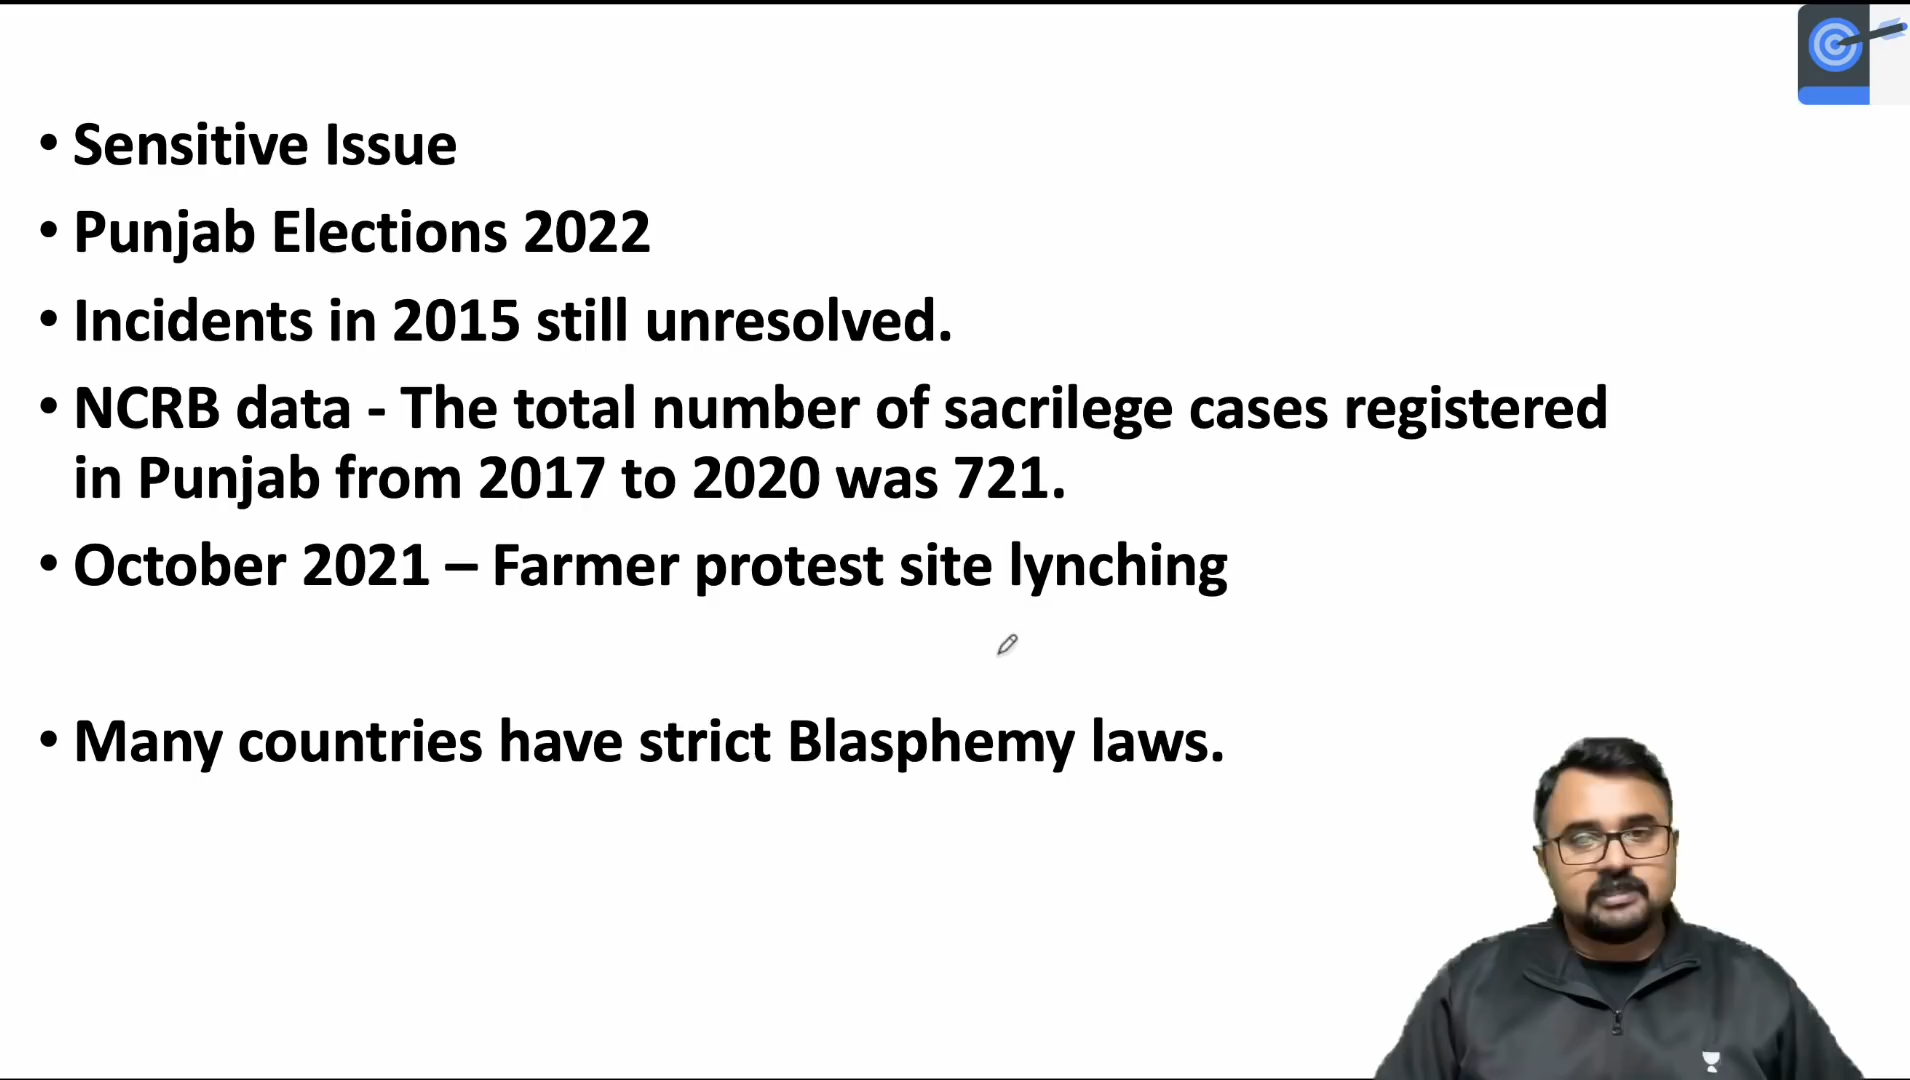 • Sensitive Issue
• Punjab Elections 2022
• Incidents in 2015 still unresolved.
• NCRB data - The total number of sacrilege cases registered
in Punjab from 2017 to 2020 was 721.
• October 2021 – Farmer protest site lynching
• Many countries have strict Blasphemy laws.